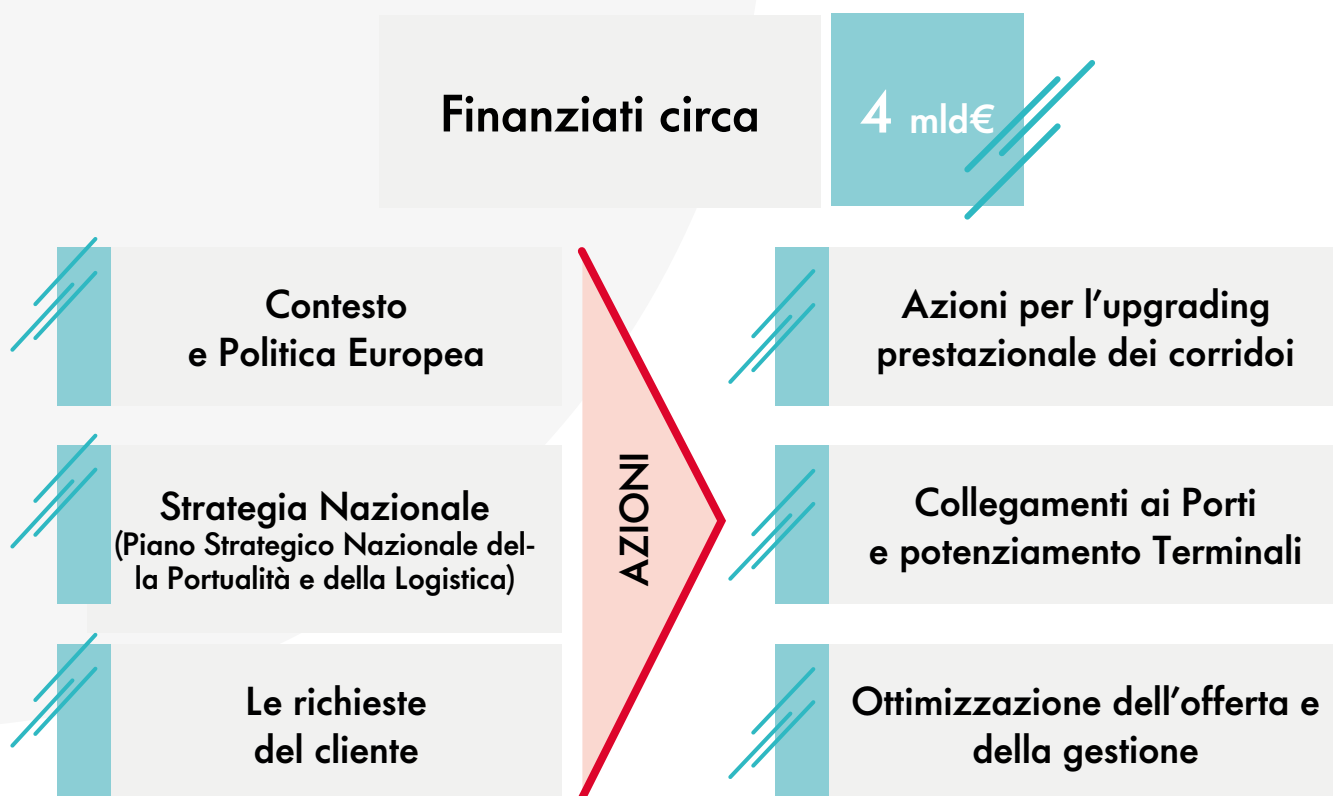 Finanziati circa
4 mld€
Contesto
e Politica Europea
Strategia Nazionale
(Piano Strategico Nazionale del-
la Portualità e della Logistica)
Le richieste
del cliente
AZIONI
Azioni per l’upgrading
prestazionale dei corridoi
Collegamenti ai Porti
e potenziamento Terminali
Ottimizzazione dell’offerta e
della gestione